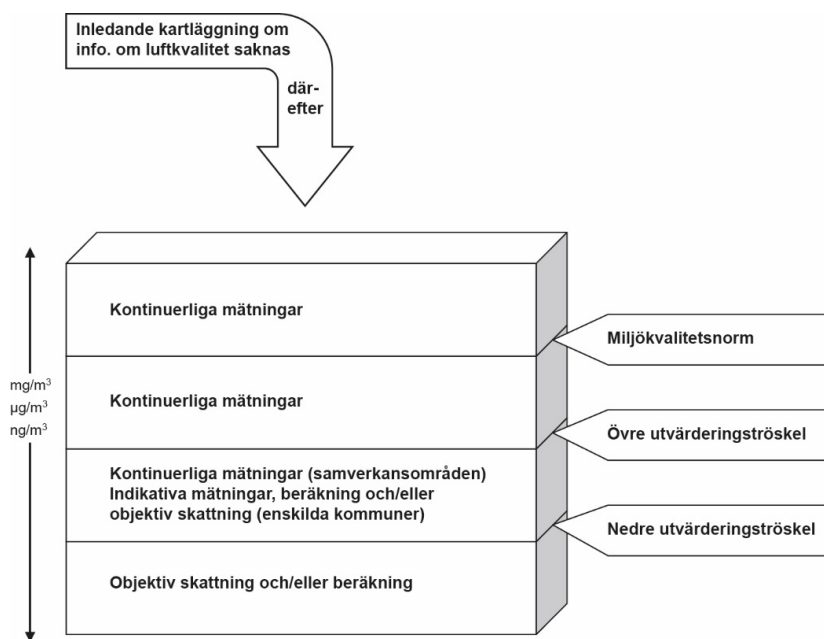 Inledande kartläggning om
info. om luftkvalitet saknas
där-
efter
Kontinuerliga mätningar
Miljökvalitetsnorm
mg/m³
µg/m³
ng/m³
Kontinuerliga mätningar
Övre utvärderingströskel
Kontinuerliga mätningar (samverkansområden)
Indikativa mätningar, beräkning och/eller
objektiv skattning (enskilda kommuner)
Nedre utvärderingströskel
Objektiv skattning och/eller beräkning